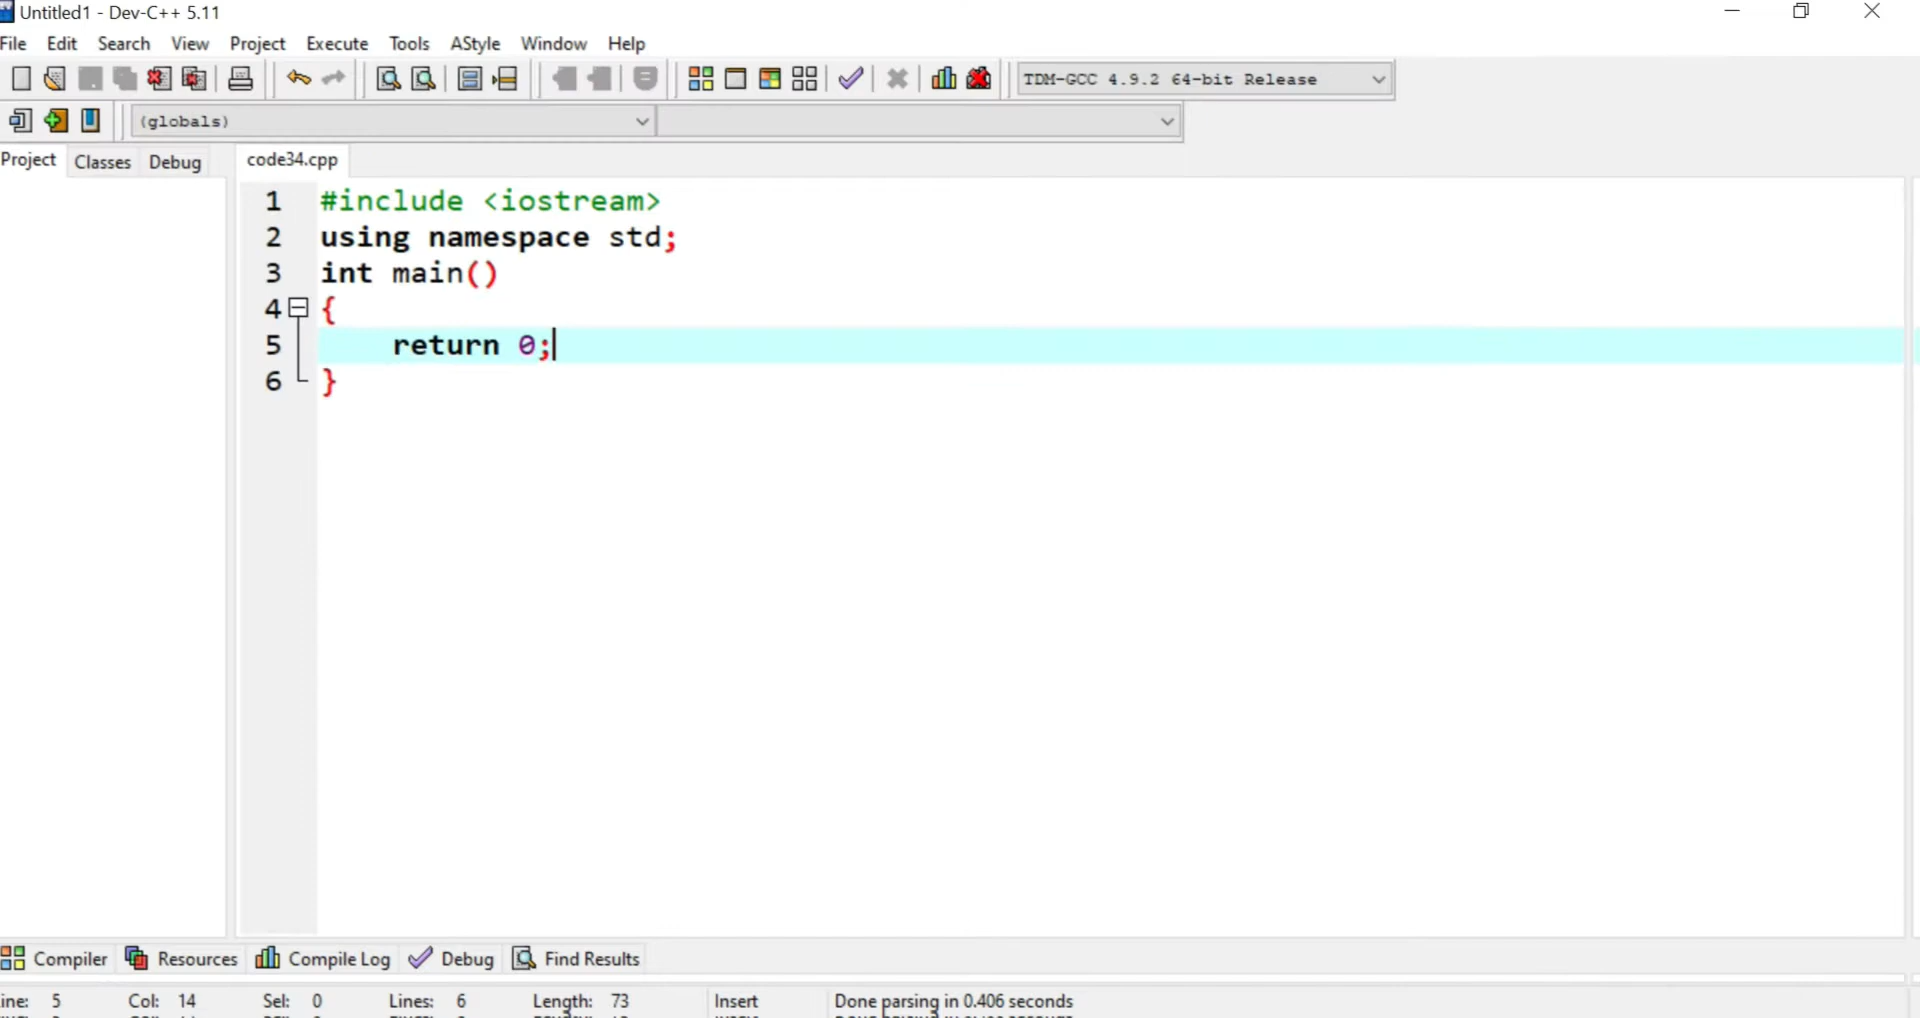 Untitled1 - Dev-C++ 5.11
File Edit Search View Project Execute Tools AStyle Window Help
TDM-GCC 4.9.2 64-bit Release
(globals)
Project Classes Debug code34.cpp
1 #include <iostream>
2 using namespace std;
3 int main()
4 {
5 return 0;
6 }
Compiler Resources Compile Log Debug Find Results
ine: 5 Col: 14 Sel: 0 Lines: 6 Length: 73 Insert Done parsing in 0.406 seconds